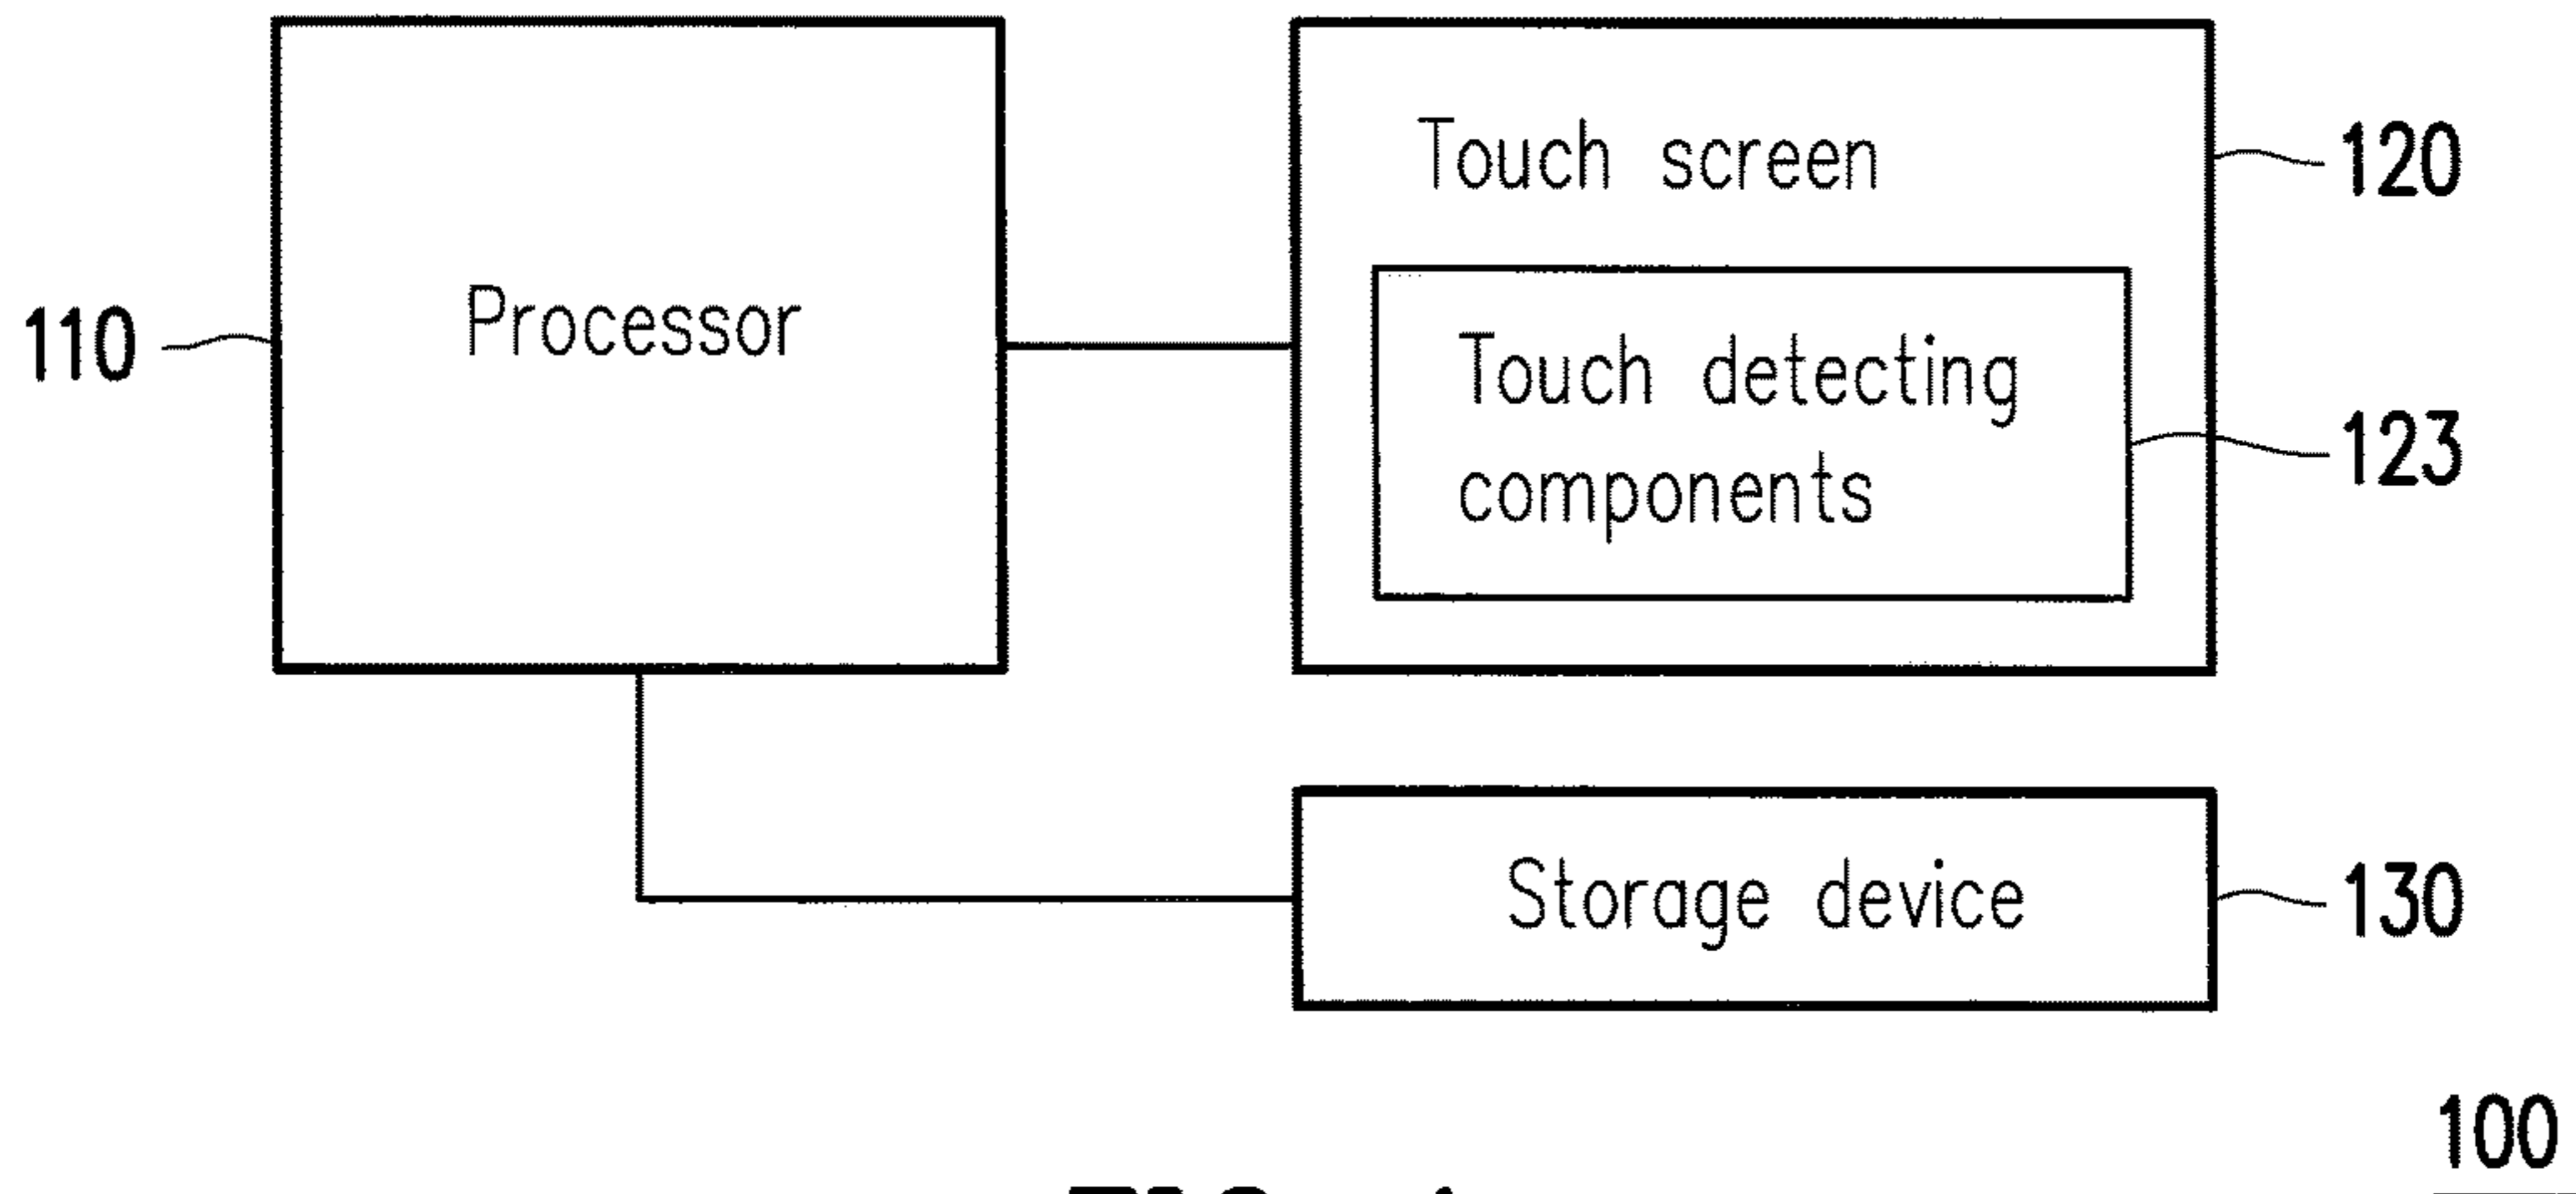 Touch screen
120
Processor
110
Touch detecting
components
123
Storage device
130
100